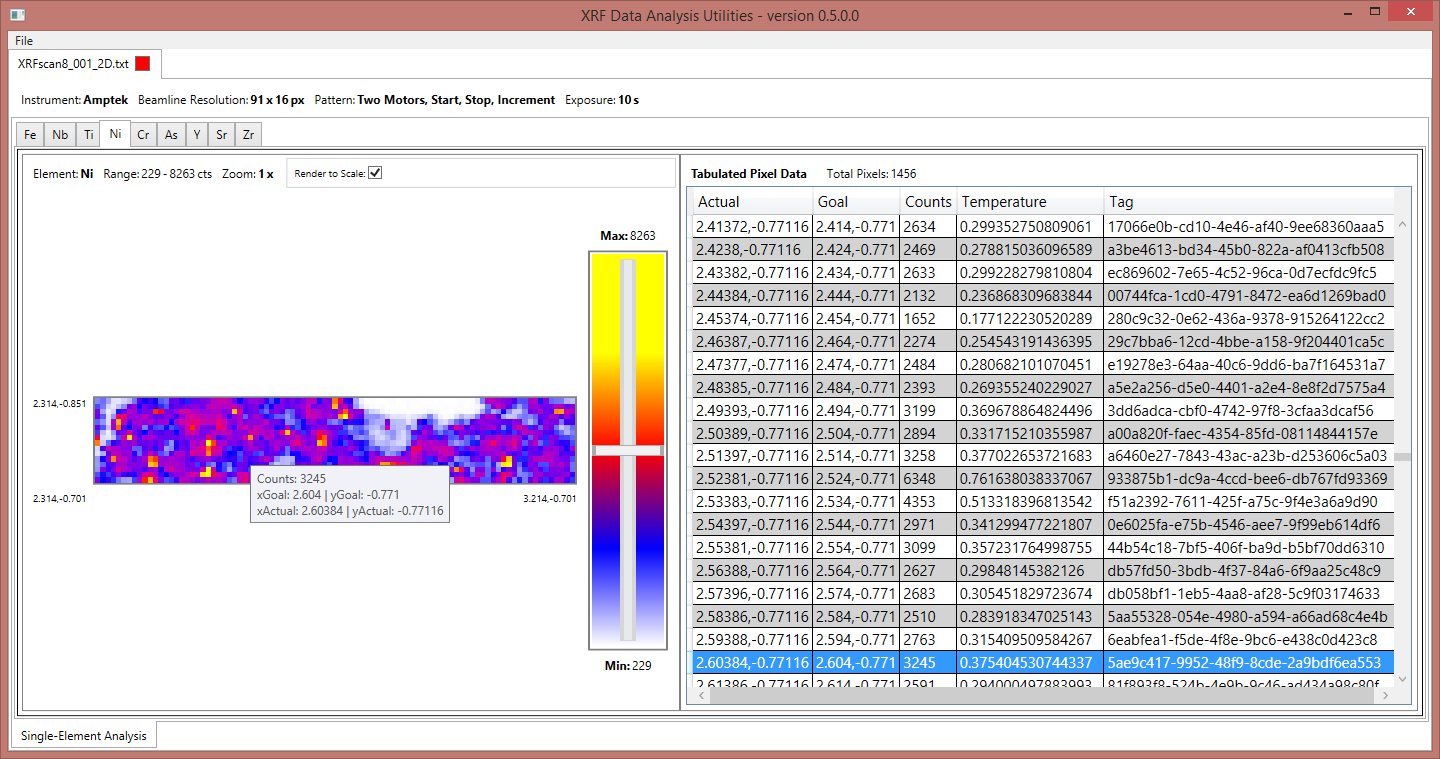 XRF Data Analysis Utilities - version 0.5.0.0
File
XRFscan8_001_2D.txt
Instrument: Amptek Beamline Resolution: 91 x 16 px Pattern: Two Motors, Start, Stop, Increment Exposure: 10 s
Fe Nb Ti Ni Cr As Y Sr Zr
Element: Ni Range: 229 - 8263 cts Zoom: 1 x Render to Scale:
Max: 8263
2.314,-0.851
2.314,-0.701
3.214,-0.701
Counts: 3245
xGoal: 2.604 | yGoal: -0.771
xActual: 2.60384 | yActual: -0.77116
Min: 229
Tabulated Pixel Data Total Pixels: 1456
Actual Goal Counts Temperature Tag
2.41372,-0.77116 2.414,-0.771 2634 0.299352750809061 17066e0b-cd10-4e46-af40-9ee68360aaa5
2.4238,-0.77116 2.424,-0.771 2469 0.278815036096589 a3be4613-bd34-45b0-822a-af0413cfb508
2.43382,-0.77116 2.434,-0.771 2633 0.299228279810804 ec869602-7e65-4c52-96ca-0d7ecfdc9fc5
2.44384,-0.77116 2.444,-0.771 2132 0.236868309683844 00744fca-1cd0-4791-8472-ea6d1269bad0
2.45374,-0.77116 2.454,-0.771 1652 0.177122230520289 280c9c32-0e62-436a-9378-915264122cc2
2.46387,-0.77116 2.464,-0.771 2274 0.254543191436395 29c7bba6-12cd-4bbe-a158-9f204401ca5c
2.47377,-0.77116 2.474,-0.771 2484 0.280682101070451 e19278e3-64aa-40c6-9dd6-ba7f164531a7
2.48385,-0.77116 2.484,-0.771 2393 0.269355240229027 a5e2a256-d5e0-4401-a2e4-8e8f2d7575a4
2.49393,-0.77116 2.494,-0.771 3199 0.369678864824496 3dd6adca-cbf0-4742-97f8-3cfaa3dcaf56
2.50389,-0.77116 2.504,-0.771 2894 0.331715210355987 a00a820f-faec-4354-85fd-08114844157e
2.51397,-0.77116 2.514,-0.771 3258 0.377022653721683 a6460e27-7843-43ac-a23b-d253606c5a03
2.52381,-0.77116 2.524,-0.771 6348 0.761638038337067 933875b1-dc9a-4ccd-bee6-db767fd93369
2.53383,-0.77116 2.534,-0.771 4353 0.513318396813542 f51a2392-7611-425f-a75c-9f4e3a6a9d90
2.54397,-0.77116 2.544,-0.771 2971 0.341299477221807 0e6025fa-e75b-4546-aee7-9f99eb614df6
2.55381,-0.77116 2.554,-0.771 3099 0.357231764998755 44b54c18-7bf5-406f-ba9d-b5bf70dd6310
2.56388,-0.77116 2.564,-0.771 2627 0.29848145382126 db57fd50-3bdb-4f37-84a6-6f9aa25c48c9
2.57396,-0.77116 2.574,-0.771 2683 0.305451829723674 db058bf1-1eb5-4aa8-af28-5c9f03174633
2.58386,-0.77116 2.584,-0.771 2510 0.283918347025143 5aa55328-054e-4980-a594-a66ad68c4e4b
2.59388,-0.77116 2.594,-0.771 2763 0.315409509584267 6eabfea1-f5de-4f8e-9bc6-e438c0d423c8
2.60384,-0.77116 2.604,-0.771 3245 0.375404530744337 5ae9c417-9952-48f9-8cde-2a9bdf6ea553
2.61386,-0.77116 2.614,-0.771 2591 0.294000497883993 81f893f8-524b-4e9b-9c46-ad434a98c80f
Single-Element Analysis